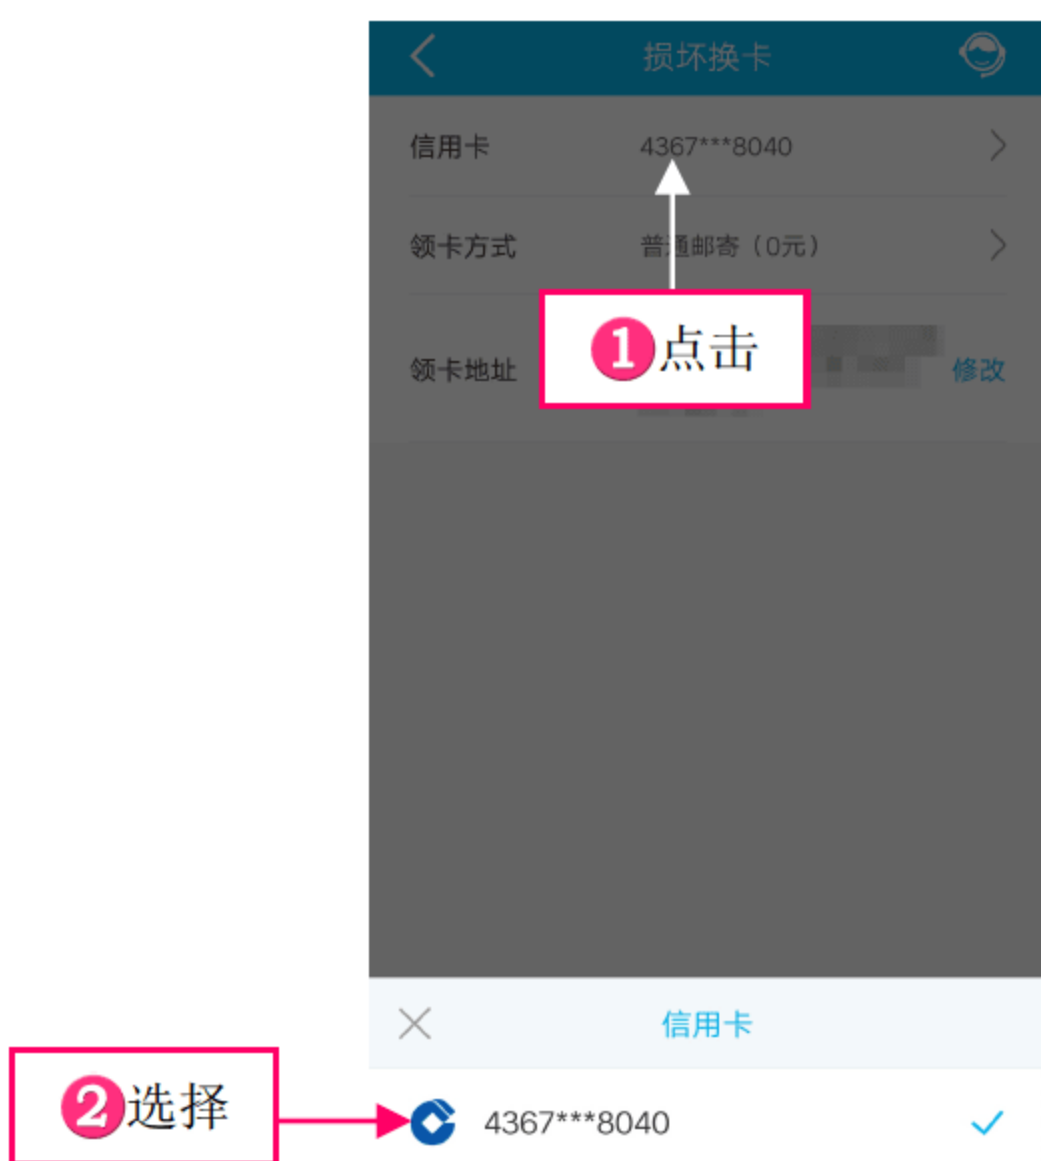 损坏换卡
信用卡 4367***8040
领卡方式 普通邮寄（0元）
❶点击
领卡地址 修改
信用卡
❷选择
4367***8040